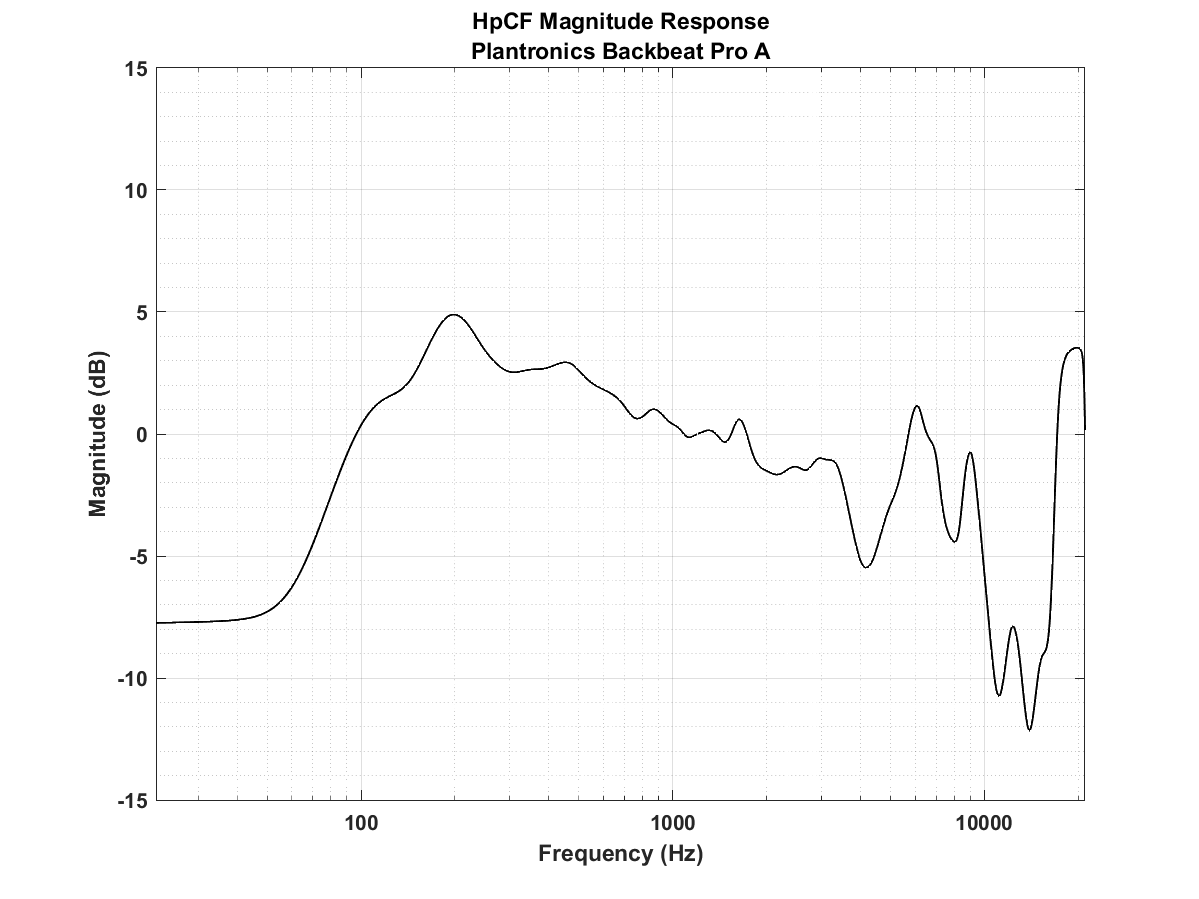 HpCF Magnitude Response
Plantronics Backbeat Pro A
15
10
5
0
-5
-10
-15
Magnitude (dB)
100
1000
10000
Frequency (Hz)